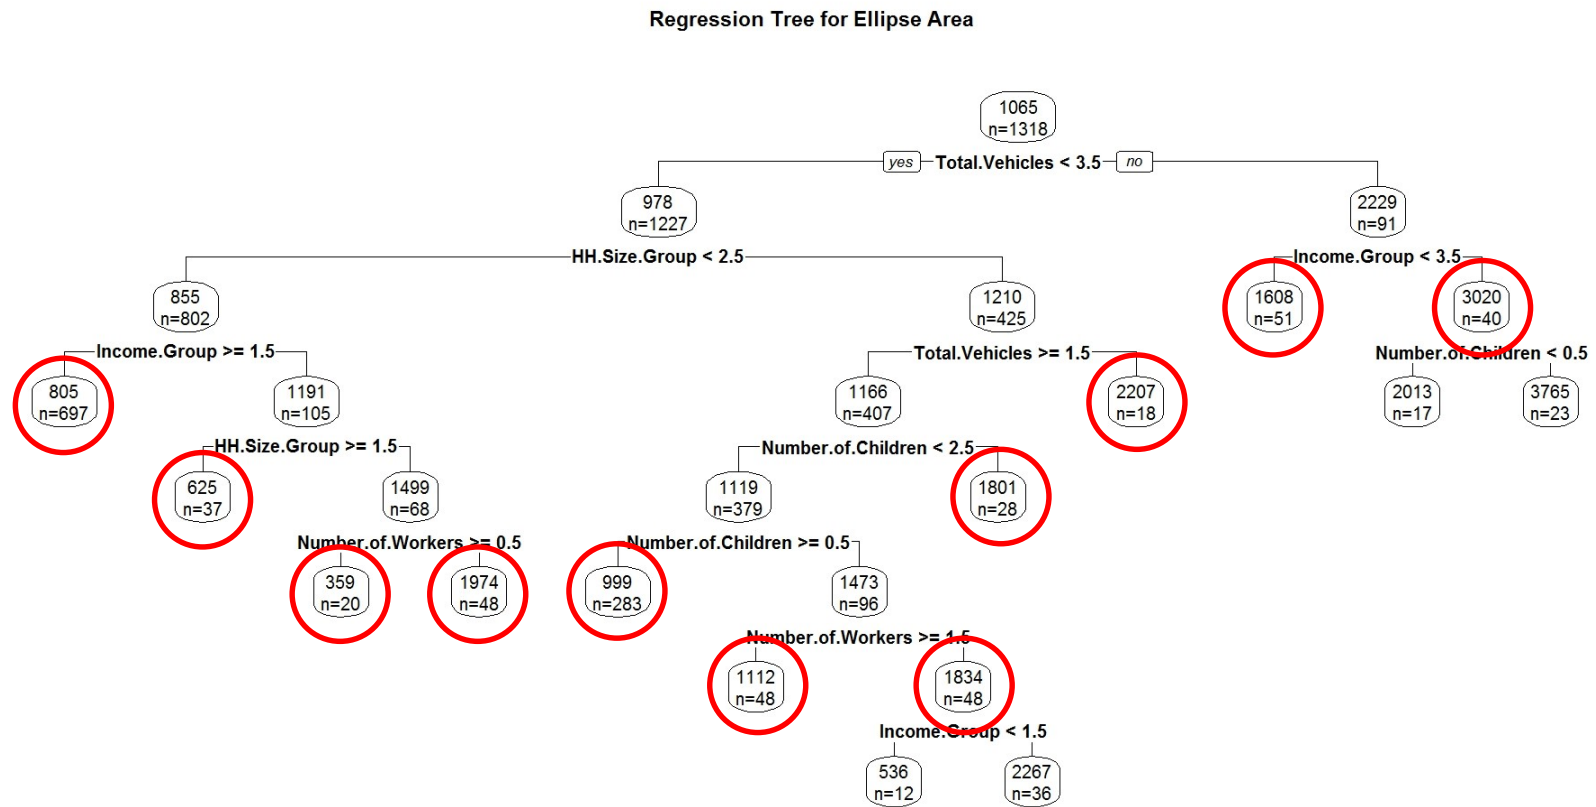 Regression Tree for Ellipse Area
1065
n=1318
yes Total.Vehicles < 3.5 no
978
n=1227
2229
n=91
HH.Size.Group < 2.5
Income.Group < 3.5
855
n=802
1210
n=425
1608
n=51
3020
n=40
Income.Group >= 1.5
Total.Vehicles >= 1.5
Number.of.Children < 0.5
805
n=697
1191
n=105
1166
n=407
2207
n=18
2013
n=17
3765
n=23
HH.Size.Group >= 1.5
Number.of.Children < 2.5
625
n=37
1499
n=68
1119
n=379
1801
n=28
Number.of.Workers >= 0.5
Number.of.Children >= 0.5
359
n=20
1974
n=48
999
n=283
1473
n=96
Number.of.Workers >= 1.5
1112
n=48
1834
n=48
Income.Group < 1.5
536
n=12
2267
n=36